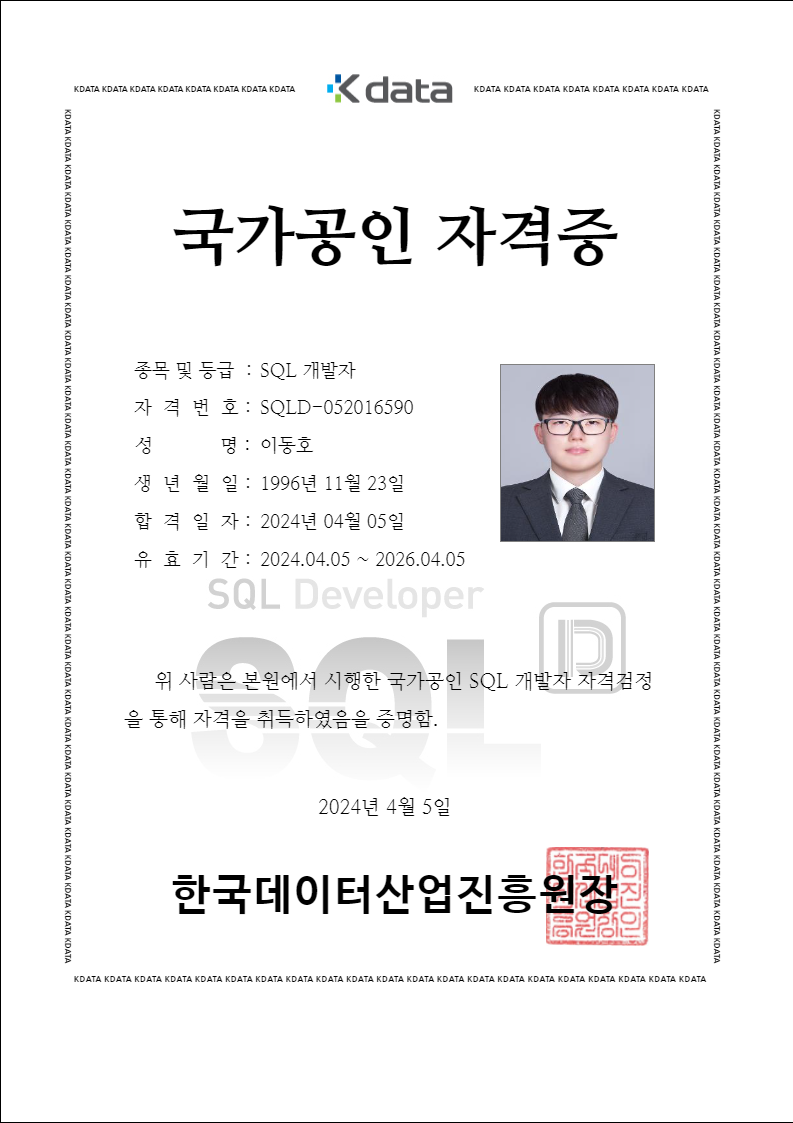 KDATA KDATA KDATA KDATA KDATA KDATA KDATA KDATA
K data
KDATA KDATA KDATA KDATA KDATA KDATA KDATA KDATA
국가공인 자격증
종목 및 등급 : SQL 개발자
자 격 번 호 : SQLD-052016590
성 명 : 이동호
생 년 월 일 : 1996년 11월 23일
합 격 일 자 : 2024년 04월 05일
유 효 기 간 : 2024.04.05 ~ 2026.04.05
SQL Developer
SQL
D
위 사람은 본원에서 시행한 국가공인 SQL 개발자 자격검정
을 통해 자격을 취득하였음을 증명함.
2024년 4월 5일
한국데이터산업진흥원장
KDATA KDATA KDATA KDATA KDATA KDATA KDATA KDATA KDATA KDATA KDATA KDATA KDATA KDATA KDATA KDATA KDATA KDATA KDATA KDATA KDATA